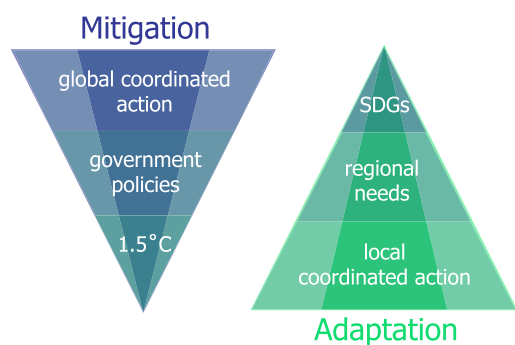 Mitigation
global coordinated
action
government
policies
1.5˚C
SDGs
regional
needs
local
coordinated action
Adaptation